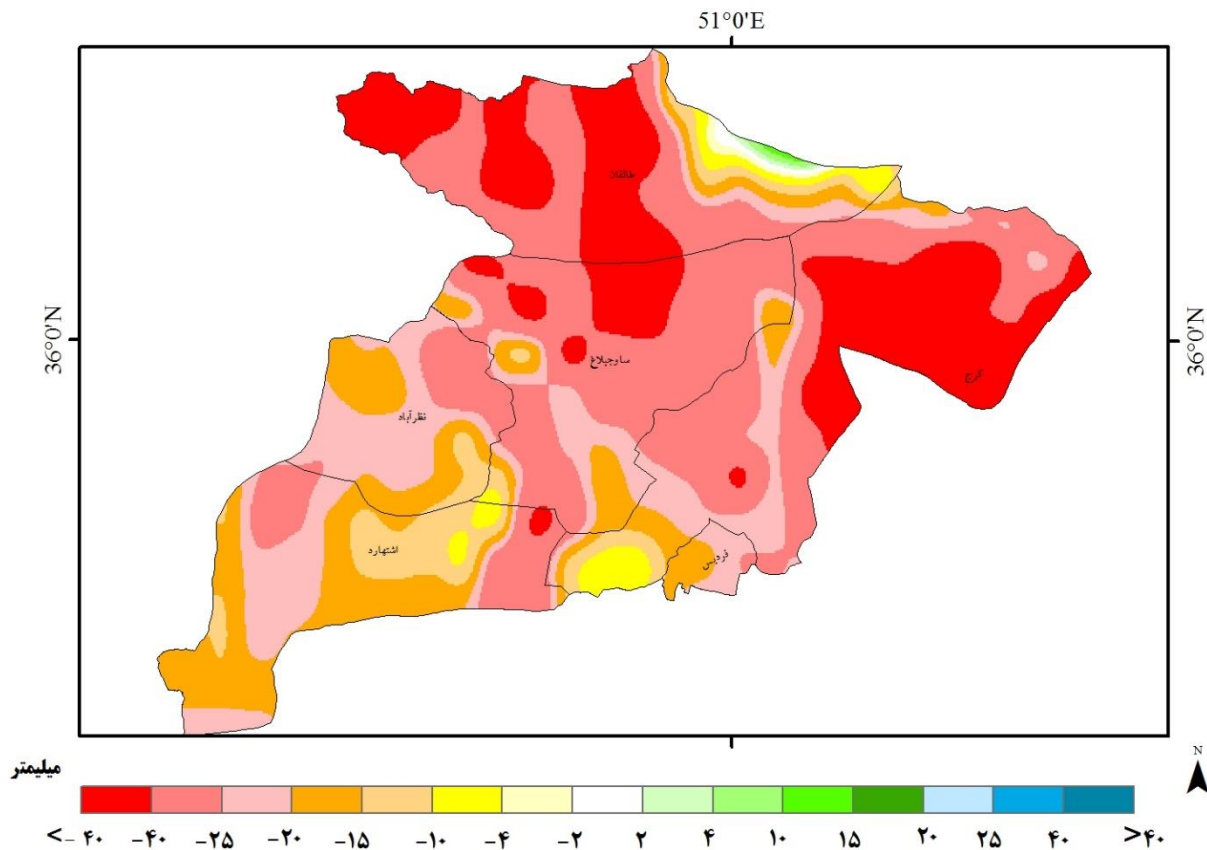 51°0'E
طالقان
36°0'N
36°0'N
ساوجبلاغ
کرج
نظرآباد
اشتهارد
فردیس
میلیمتر
N
<-۴۰ -۴۰ -۲۵ -۲۰ -۱۵ -۱۰ -۴ -۲ ۲ ۴ ۱۰ ۱۵ ۲۰ ۲۵ ۴۰ >۴۰